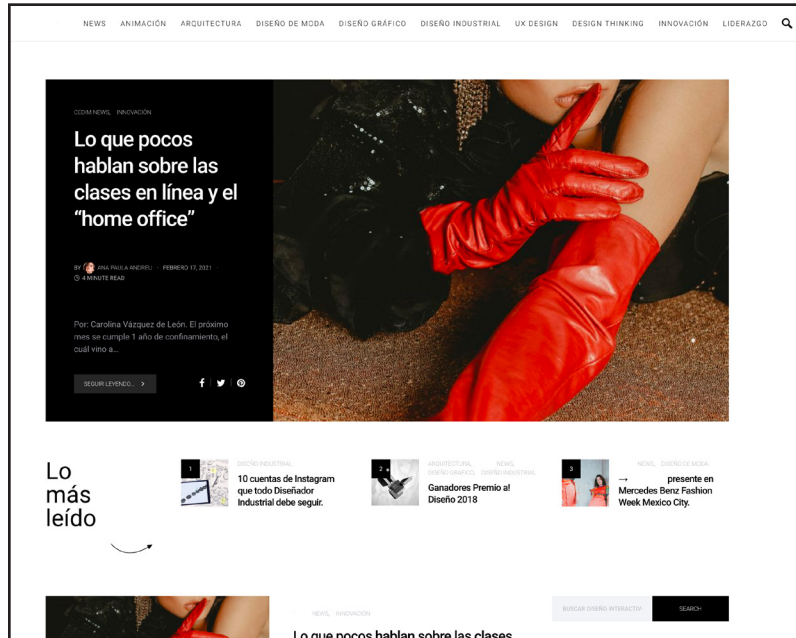 NEWS ANIMACIÓN ARQUITECTURA DISEÑO DE MODA DISEÑO GRÁFICO DISEÑO INDUSTRIAL UX DESIGN DESIGN THINKING INNOVACIÓN LIDERAZGO
CEDIM NEWS, INNOVACIÓN
Lo que pocos
hablan sobre las
clases en línea y el
“home office”
BY ANA PAULA ANDREU - FEBRERO 17, 2021 -
4 MINUTE READ
Por: Carolina Vázquez de León. El próximo
mes se cumple 1 año de confinamiento, el
cuál vino a...
SEGUIR LEYENDO...
Lo
más
leído
1
DISEÑO INDUSTRIAL
10 cuentas de Instagram
que todo Diseñador
Industrial debe seguir.
2
ARQUITECTURA, NEWS,
DISEÑO GRÁFICO, DISEÑO INDUSTRIAL
Ganadores Premio a!
Diseño 2018
3
NEWS, DISEÑO DE MODA
→ presente en
Mercedes Benz Fashion
Week Mexico City.
NEWS, INNOVACIÓN
Lo que pocos hablan sobre las clases
BUSCAR DISEÑO INTERACTIV
SEARCH